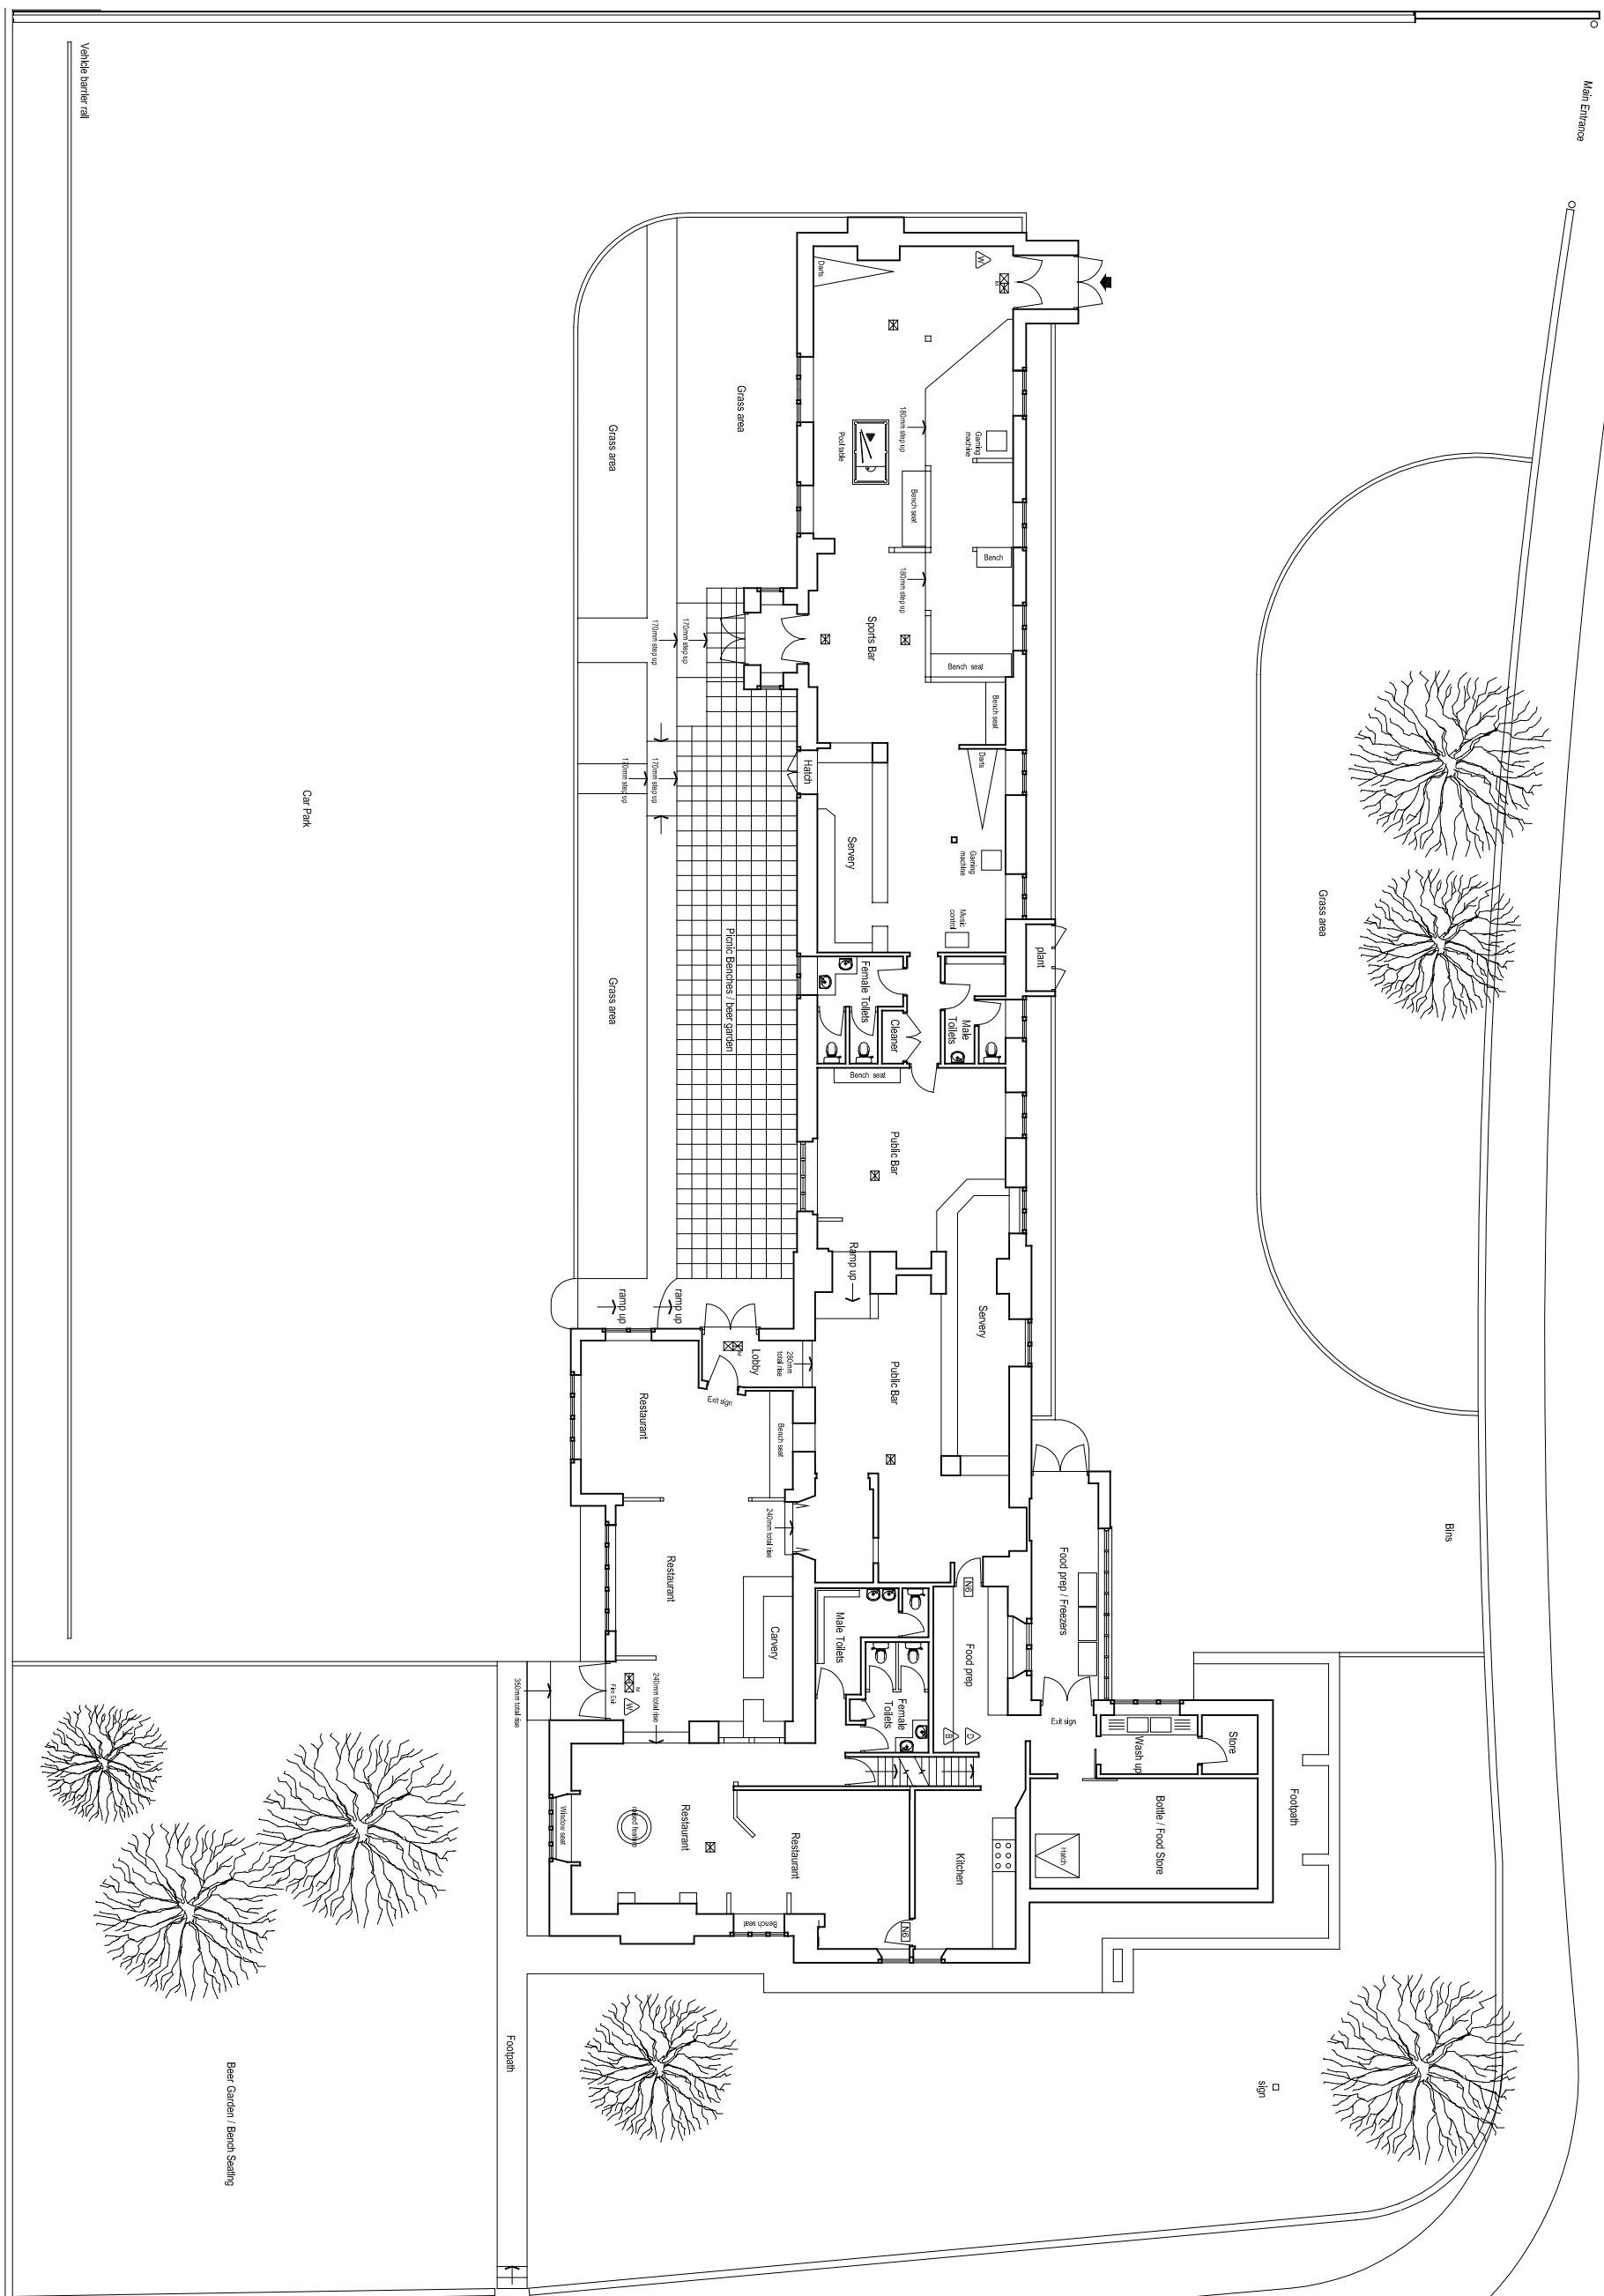 Main Entrance
Vehicle barrier rail
W
M
Darts
Grass area
Grass area
180mm step up
Gaming
machine
Pool table
Bench seat
Bench
180mm step up
Sports Bar
170mm step up
170mm step up
Bench seat
Bench seat
Darts
Hatch
170mm step up
170mm step up
Car Park
Servery
Gaming
machine
Music
control
Grass area
plant
Picnic Benches / beer garden
Grass area
Female Toilets
Cleaner
Male
Toilets
Bench seat
Public Bar
Ramp up
Servery
ramp up
ramp up
Lobby
M
280mm
total rise
Public Bar
Exit sign
Restaurant
Bench seat
240mm total rise
Bins
Restaurant
Food prep / Freezers
N6
Carvery
Male Toilets
Food prep
Female
Toilets
350mm total rise
Fire Exit
M
W
240mm total rise
B
D
Exit sign
Wash up
Store
Footpath
Window seat
raised feature
Restaurant
Restaurant
Kitchen
Hatch
Bottle / Food Store
Bench seat
N6
Footpath
Beer Garden / Bench Seating
sign